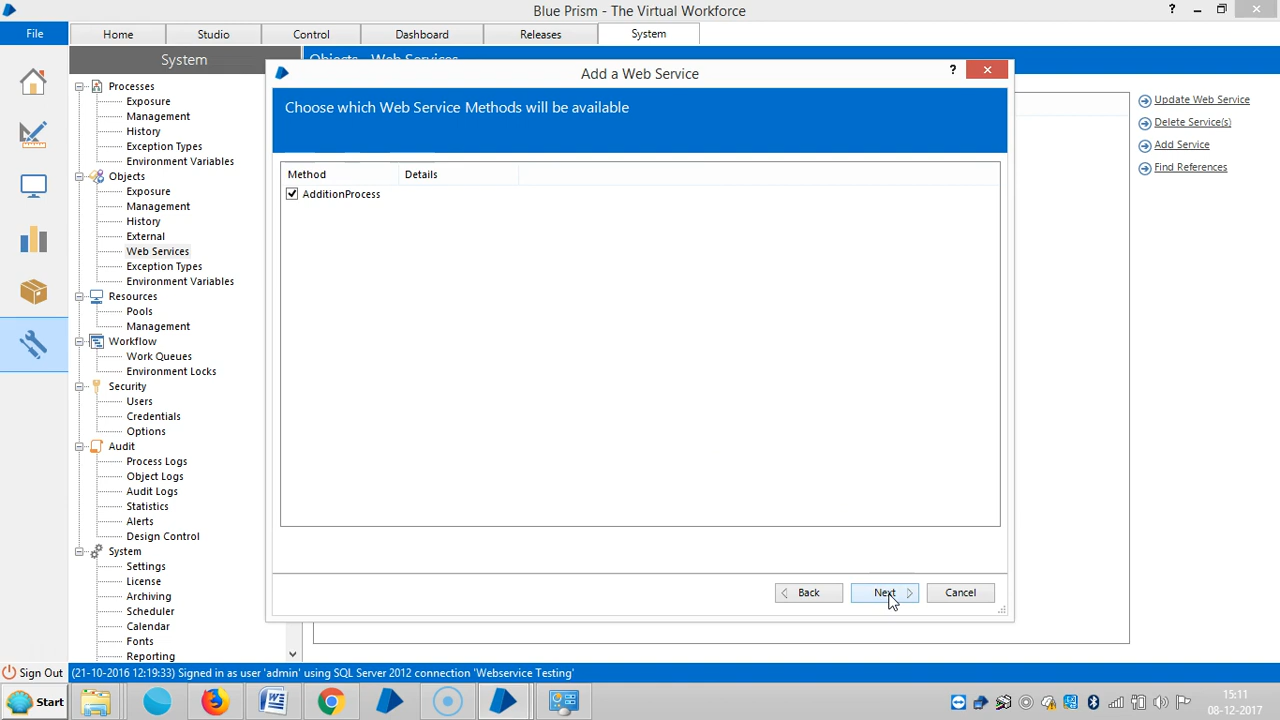 Blue Prism - The Virtual Workforce
?
File
Home
Studio
Control
Dashboard
Releases
System
System
Objects - Web Services
Processes
Exposure
Management
History
Exception Types
Environment Variables
Objects
Exposure
Management
History
External
Web Services
Exception Types
Environment Variables
Resources
Pools
Management
Workflow
Work Queues
Environment Locks
Security
Users
Credentials
Options
Audit
Process Logs
Object Logs
Audit Logs
Statistics
Alerts
Design Control
System
Settings
License
Archiving
Scheduler
Calendar
Fonts
Reporting
Add a Web Service
?
Choose which Web Service Methods will be available
Method Details
AdditionProcess
Back
Next
Cancel
Update Web Service
Delete Service(s)
Add Service
Find References
Sign Out
(21-10-2016 12:19:33) Signed in as user 'admin' using SQL Server 2012 connection 'Webservice Testing'
Start
15:11
08-12-2017